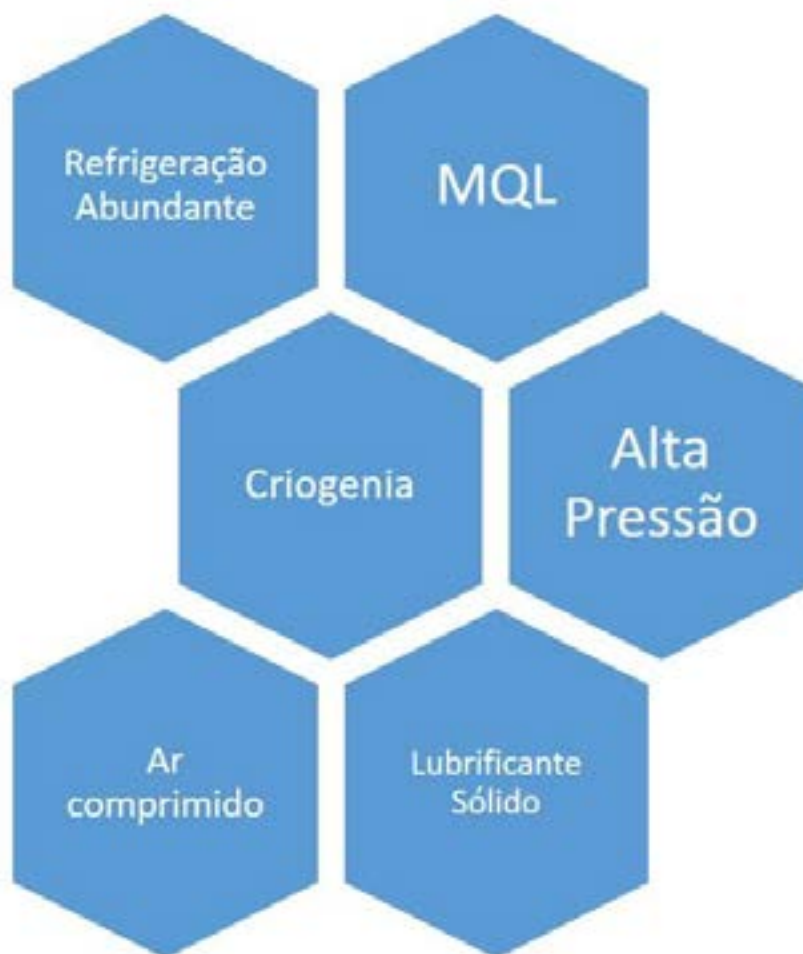 Refrigeração
Abundante
MQL
Criogenia
Alta
Pressão
Ar
comprimido
Lubrificante
Sólido